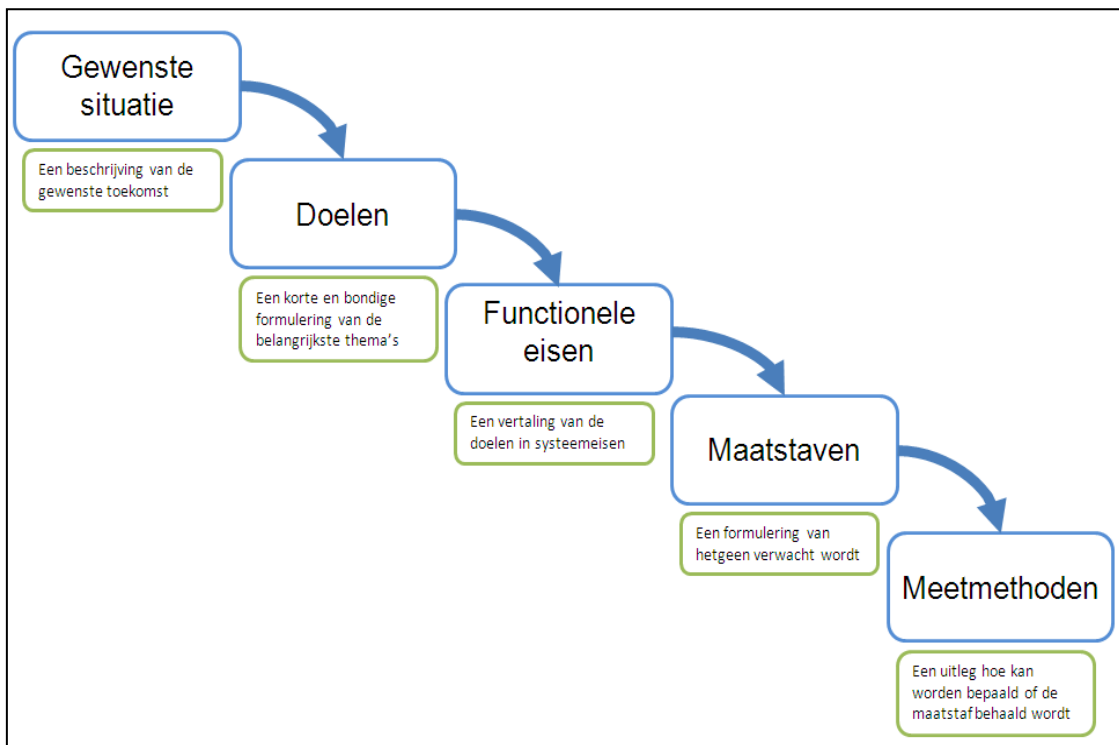 Gewenste
situatie
Een beschrijving van de
gewenste toekomst
Doelen
Een korte en bondige
formulering van de
belangrijkste thema's
Functionele
eisen
Een vertaling van de
doelen in systeemeisen
Maatstaven
Een formulering van
hetgeen verwacht wordt
Meetmethoden
Een uitleg hoe kan
worden bepaald of de
maatstaf behaald wordt